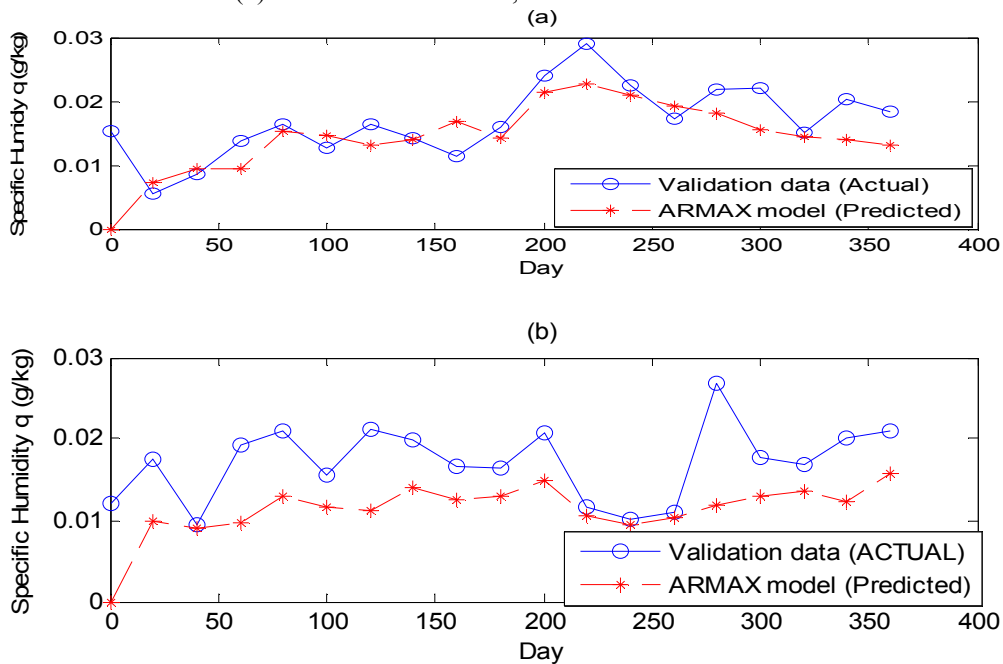 (a)
0.03
0.02
0.01
0
Specific Humidy q (g/kg)
Validation data (Actual)
ARMAX model (Predicted)
0 50 100 150 200 250 300 350 400
Day
(b)
0.03
0.02
0.01
0
Specific Humidity q (g/kg)
Validation data (ACTUAL)
ARMAX model (Predicted)
0 50 100 150 200 250 300 350 400
Day